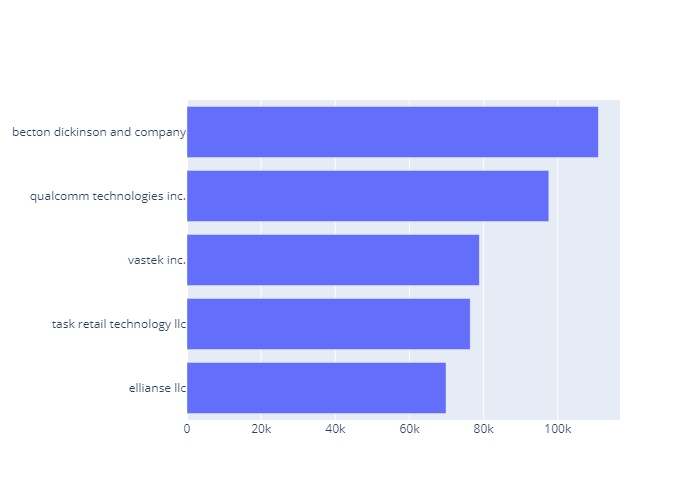 becton dickinson and company
qualcomm technologies inc.
vastek inc.
task retail technology llc
ellianse llc
0 20k 40k 60k 80k 100k